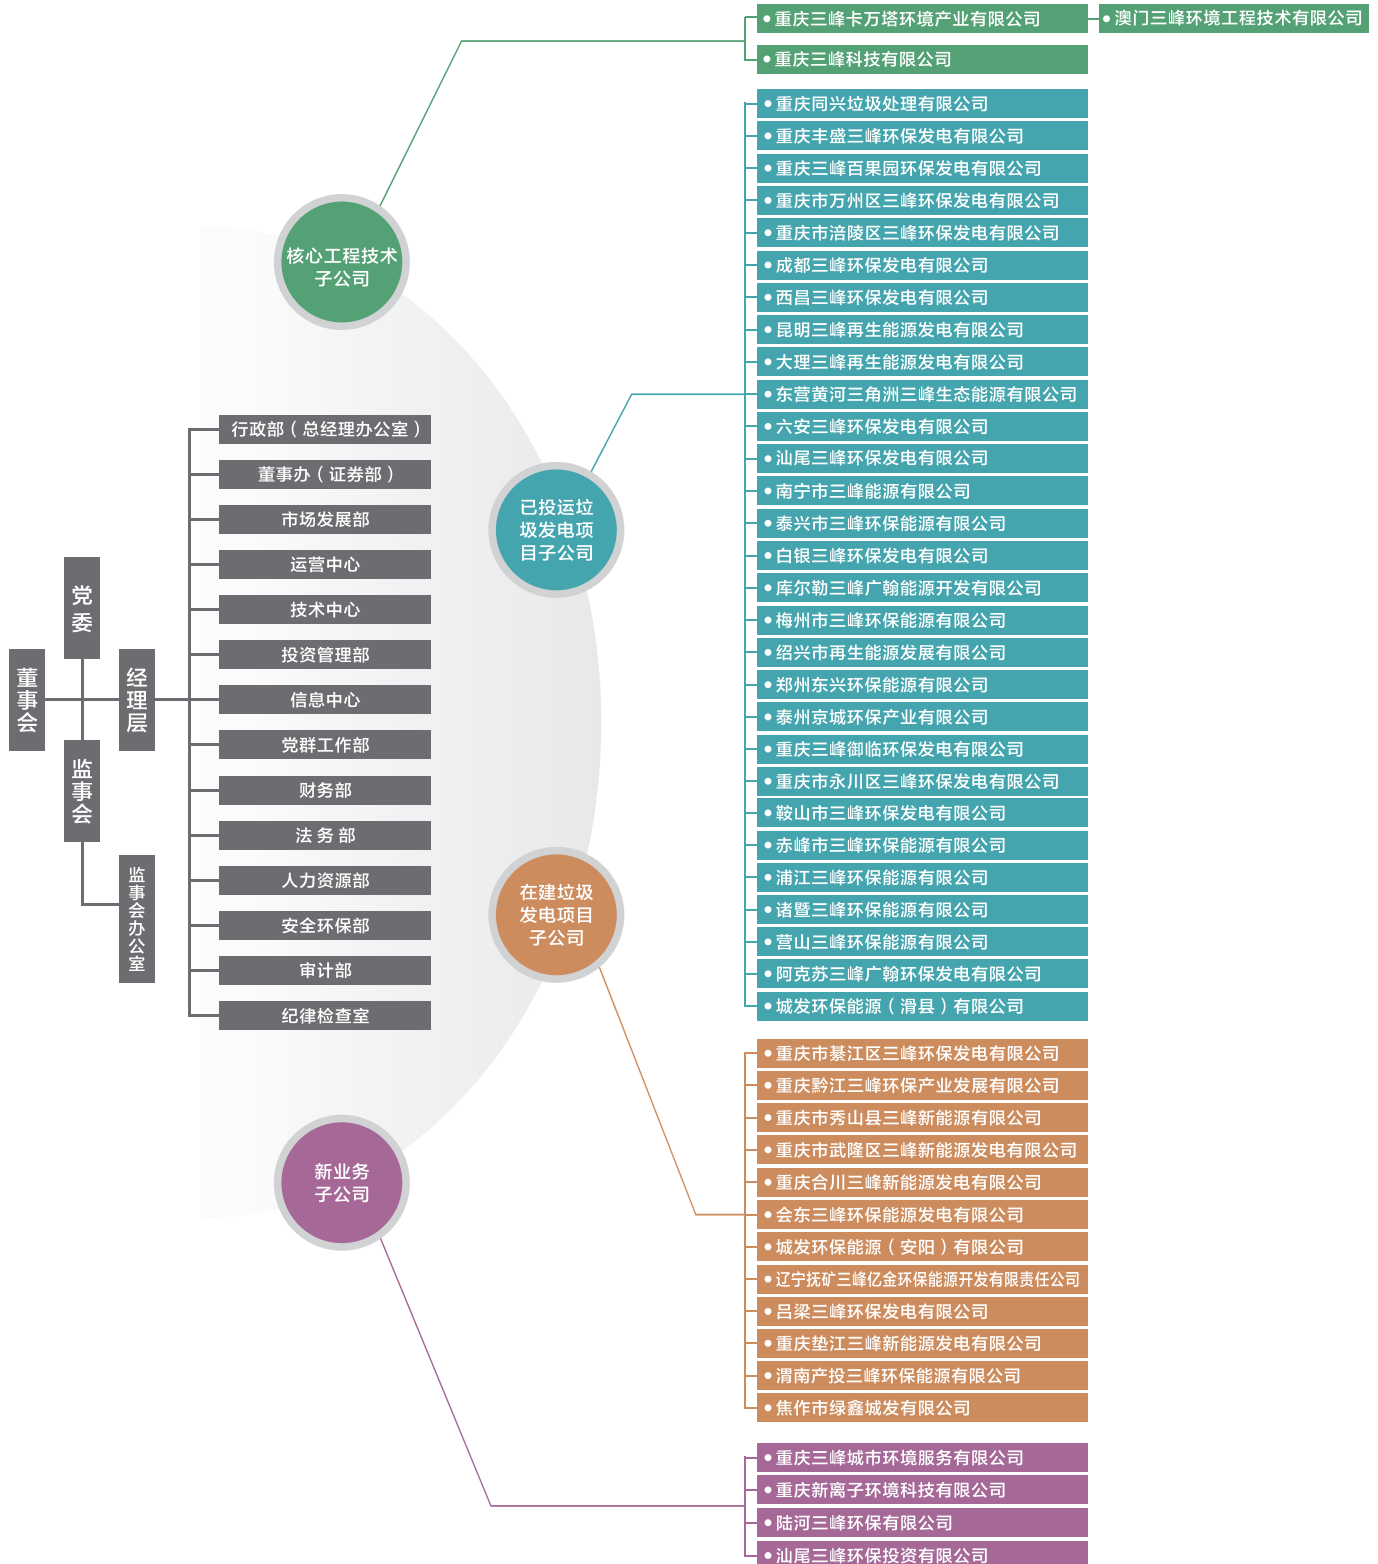 党委
董事会
经理层
监事会
监事会办公室
行政部（总经理办公室）
董事办（证券部）
市场发展部
运营中心
技术中心
投资管理部
信息中心
党群工作部
财务部
法务部
人力资源部
安全环保部
审计部
纪律检查室
核心工程技术
子公司
重庆三峰卡万塔环境产业有限公司
澳门三峰环境工程技术有限公司
重庆三峰科技有限公司
已投运垃
圾发电项
目子公司
重庆同兴垃圾处理有限公司
重庆丰盛三峰环保发电有限公司
重庆三峰百果园环保发电有限公司
重庆市万州区三峰环保发电有限公司
重庆市涪陵区三峰环保发电有限公司
成都三峰环保发电有限公司
西昌三峰环保发电有限公司
昆明三峰再生能源发电有限公司
大理三峰再生能源发电有限公司
东营黄河三角洲三峰生态能源有限公司
六安三峰环保发电有限公司
汕尾三峰环保发电有限公司
南宁市三峰能源有限公司
泰兴市三峰环保能源有限公司
白银三峰环保发电有限公司
库尔勒三峰广翰能源开发有限公司
梅州市三峰环保能源有限公司
绍兴市再生能源发展有限公司
郑州东兴环保能源有限公司
泰州京城环保产业有限公司
重庆三峰御临环保发电有限公司
重庆市永川区三峰环保发电有限公司
鞍山市三峰环保发电有限公司
赤峰市三峰环保能源有限公司
浦江三峰环保能源有限公司
诸暨三峰环保能源有限公司
营山三峰环保能源有限公司
阿克苏三峰广翰环保发电有限公司
城发环保能源（滑县）有限公司
在建垃圾
发电项目
子公司
重庆市綦江区三峰环保发电有限公司
重庆黔江三峰环保产业发展有限公司
重庆市秀山县三峰新能源有限公司
重庆市武隆区三峰新能源发电有限公司
重庆合川三峰新能源发电有限公司
会东三峰环保能源发电有限公司
城发环保能源（安阳）有限公司
辽宁抚矿三峰亿金环保能源开发有限责任公司
吕梁三峰环保发电有限公司
重庆垫江三峰新能源发电有限公司
渭南产投三峰环保能源有限公司
焦作市绿鑫城发有限公司
新业务
子公司
重庆三峰城市环境服务有限公司
重庆新离子环境科技有限公司
陆河三峰环保有限公司
汕尾三峰环保投资有限公司